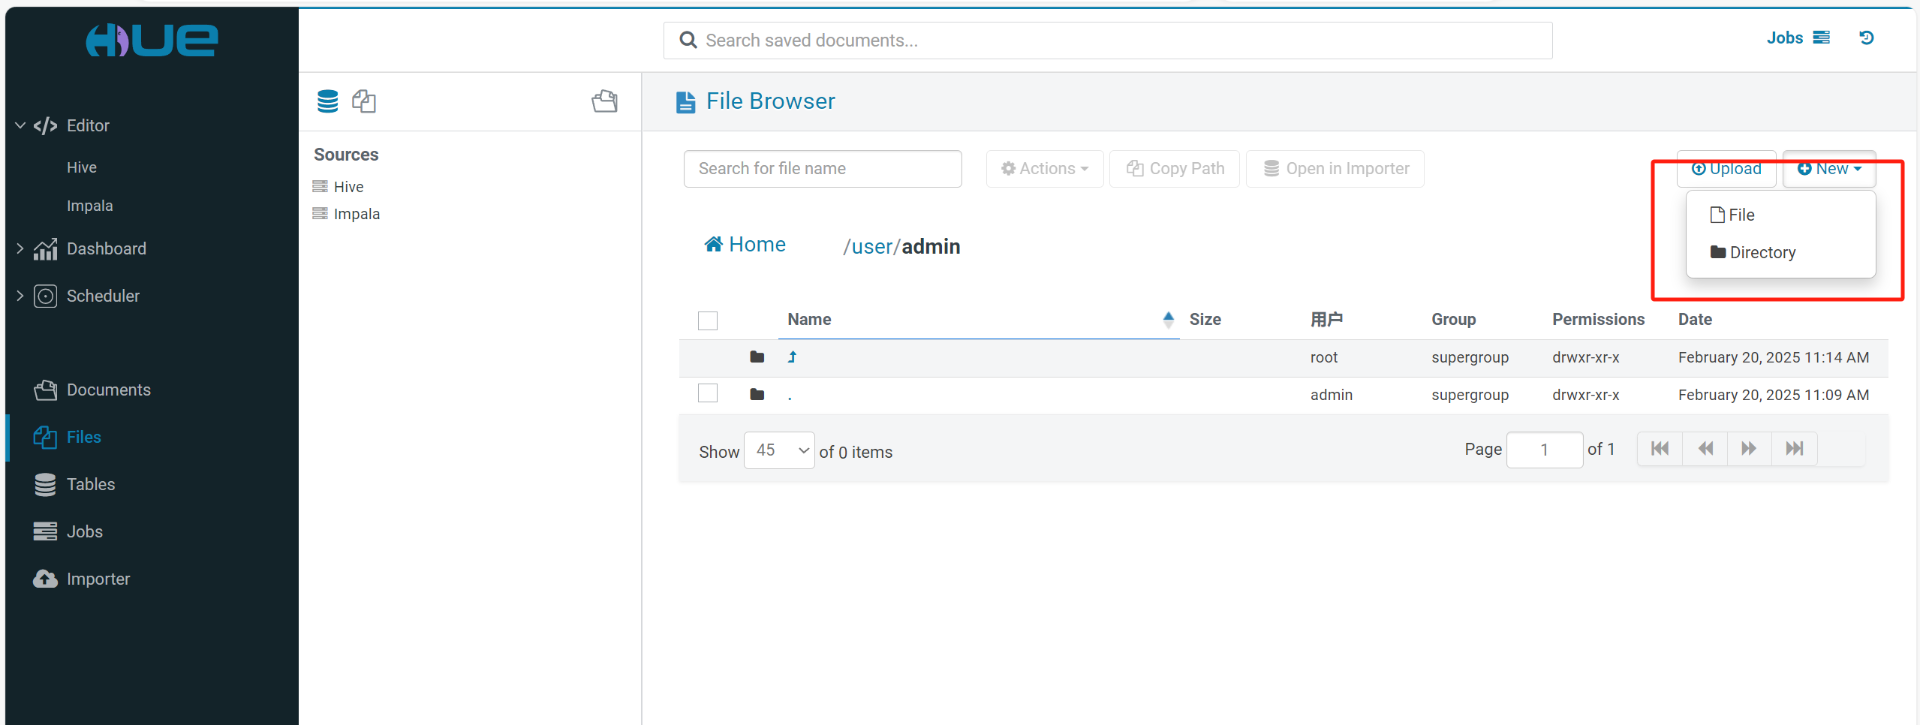 HUE
Search saved documents...
Jobs
Editor
Hive
Impala
Dashboard
Scheduler
Documents
Files
Tables
Jobs
Importer
Sources
Hive
Impala
File Browser
Search for file name
Actions
Copy Path
Open in Importer
Upload
New
File
Directory
Home
/user/admin
Name Size 用户 Group Permissions Date
root supergroup drwxr-xr-x February 20, 2025 11:14 AM
. admin supergroup drwxr-xr-x February 20, 2025 11:09 AM
Show 45 of 0 items
Page 1 of 1